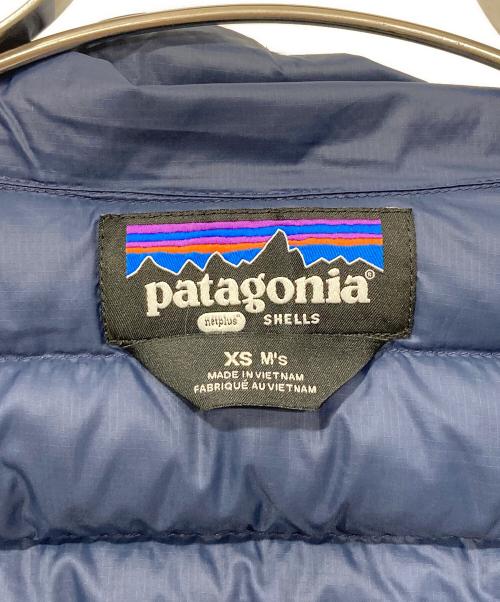 patagonia®
netplus® SHELLS
XS M's
MADE IN VIETNAM
FABRIQUÉ AU VIETNAM